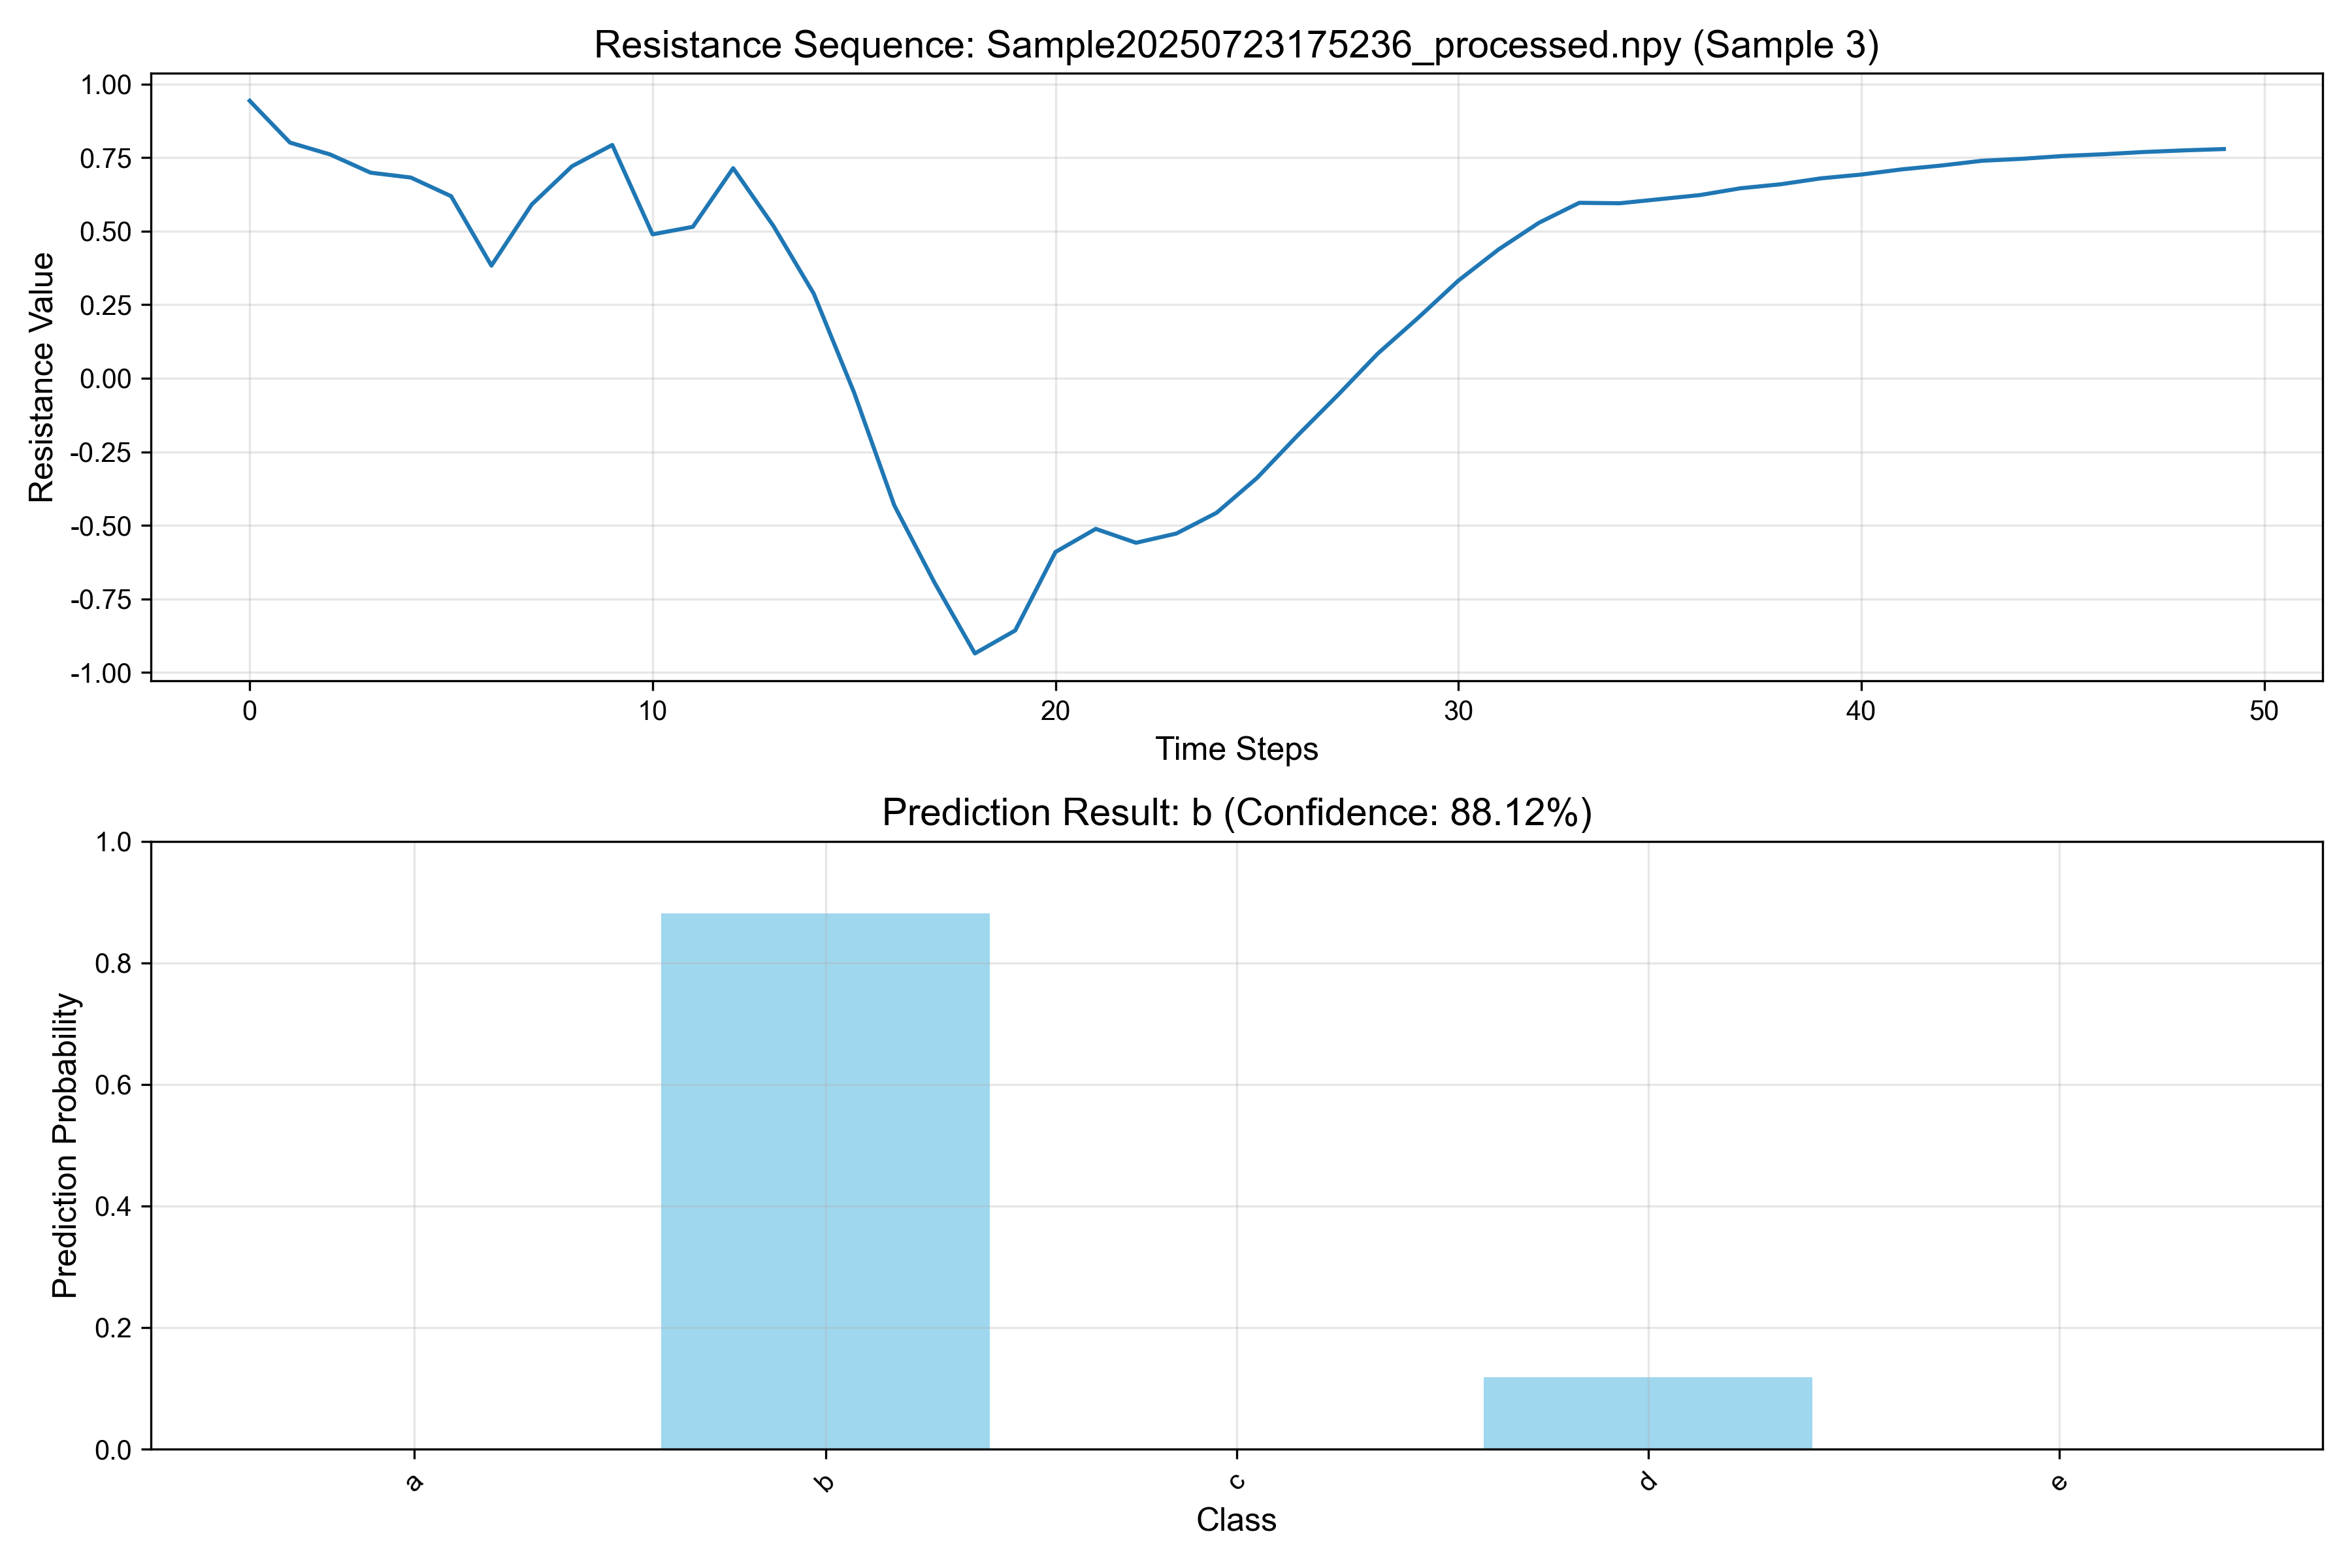 Resistance Sequence: Sample20250723175236_processed.npy (Sample 3)
Resistance Value
1.00
0.75
0.50
0.25
0.00
-0.25
-0.50
-0.75
-1.00
0 10 20 30 40 50
Time Steps
Prediction Result: b (Confidence: 88.12%)
Prediction Probability
1.0
0.8
0.6
0.4
0.2
0.0
a b c d e
Class